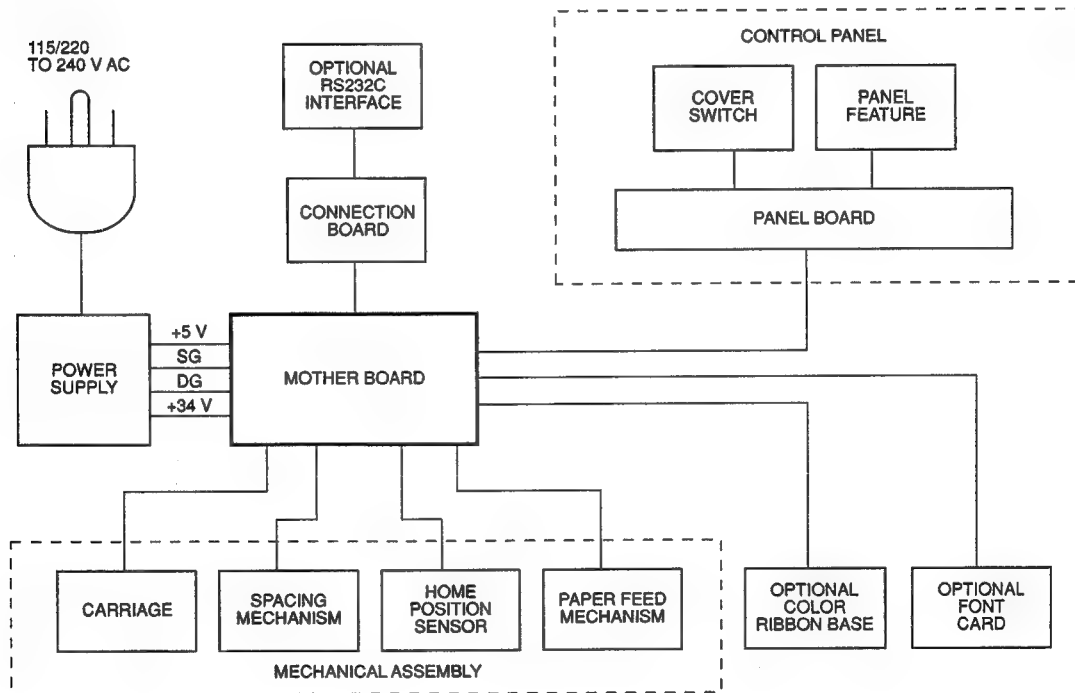 115/220
TO 240 V AC
OPTIONAL
RS232C
INTERFACE
CONTROL PANEL
COVER
SWITCH
PANEL
FEATURE
CONNECTION
BOARD
PANEL BOARD
POWER
SUPPLY
+5 V
SG
DG
+34 V
MOTHER BOARD
CARRIAGE
SPACING
MECHANISM
HOME
POSITION
SENSOR
PAPER FEED
MECHANISM
OPTIONAL
COLOR
RIBBON BASE
OPTIONAL
FONT
CARD
MECHANICAL ASSEMBLY